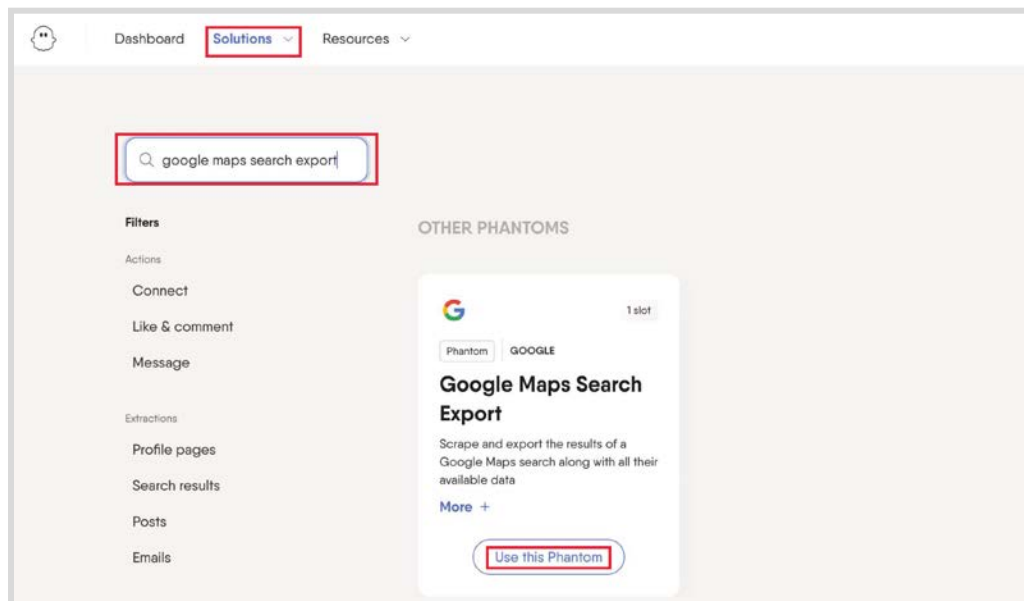 Dashboard Solutions Resources
google maps search export
Filters
Actions
Connect
Like & comment
Message
Extractions
Profile pages
Search results
Posts
Emails
OTHER PHANTOMS
1 slot
Phantom GOOGLE
Google Maps Search
Export
Scrape and export the results of a
Google Maps search along with all their
available data
More +
Use this Phantom